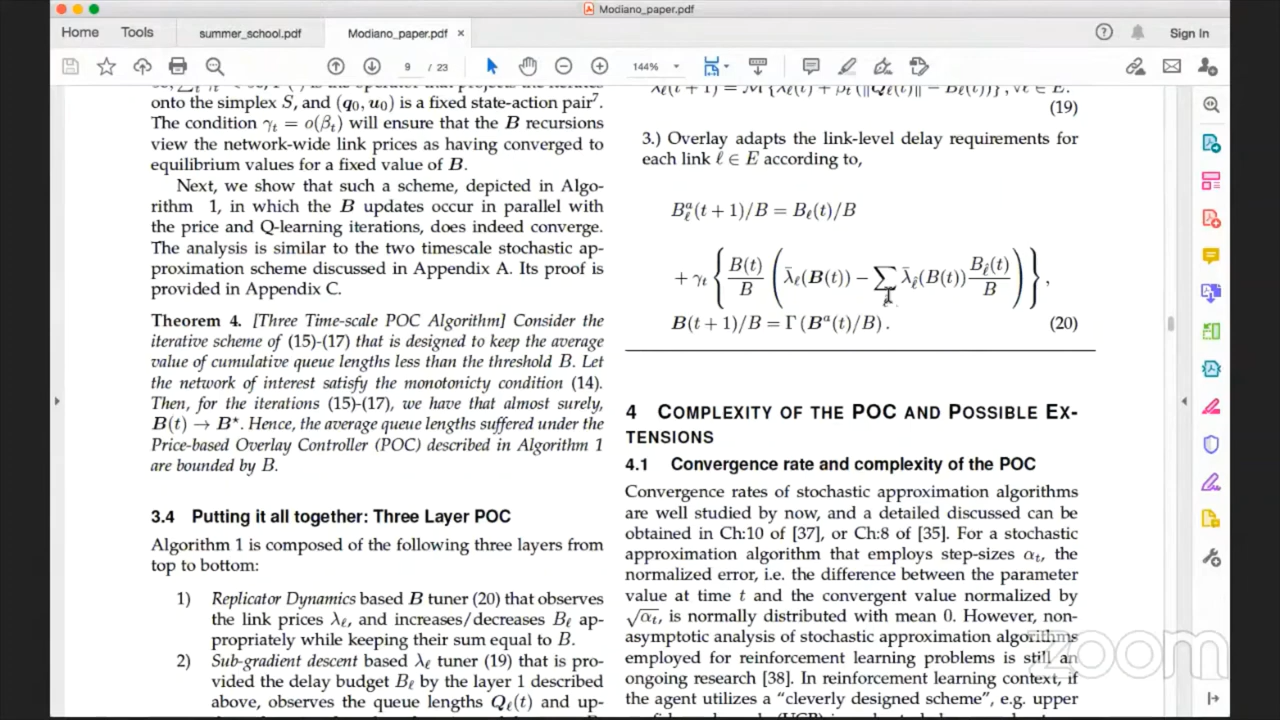 Modiano_paper.pdf
Home Tools summer_school.pdf Modiano_paper.pdf × Sign In
9 / 23 144%
onto the simplex S, and (q₀, u₀) is a fixed state-action pair⁷.
The condition γₜ = o(βₜ) will ensure that the B recursions
view the network-wide link prices as having converged to
equilibrium values for a fixed value of B.
Next, we show that such a scheme, depicted in Algo-
rithm 1, in which the B updates occur in parallel with
the price and Q-learning iterations, does indeed converge.
The analysis is similar to the two timescale stochastic ap-
proximation scheme discussed in Appendix A. Its proof is
provided in Appendix C.
Theorem 4. [Three Time-scale POC Algorithm] Consider the
iterative scheme of (15)-(17) that is designed to keep the average
value of cumulative queue lengths less than the threshold B. Let
the network of interest satisfy the monotonicty condition (14).
Then, for the iterations (15)-(17), we have that almost surely,
B(t) → B⋆. Hence, the average queue lengths suffered under the
Price-based Overlay Controller (POC) described in Algorithm 1
are bounded by B.
3.4 Putting it all together: Three Layer POC
Algorithm 1 is composed of the following three layers from
top to bottom:
1) Replicator Dynamics based B tuner (20) that observes
the link prices λℓ, and increases/decreases Bℓ ap-
propriately while keeping their sum equal to B.
2) Sub-gradient descent based λℓ tuner (19) that is pro-
vided the delay budget Bℓ by the layer 1 described
above, observes the queue lengths Qℓ(t) and up-
λℓ(t + 1) = M {λℓ(t) + βₜ (∥Qℓ(t)∥ − Bℓ(t))} , ∀ℓ ∈ E.
(19)
3.) Overlay adapts the link-level delay requirements for
each link ℓ ∈ E according to,
Bℓᵃ(t + 1)/B = Bℓ(t)/B
+ γₜ { B(t)/B ( λ̄ℓ(B(t)) − ∑ λ̄ℓ̂(B(t)) Bℓ̂(t)/B ) } ,
B(t + 1)/B = Γ (Bᵃ(t)/B) . (20)
4 COMPLEXITY OF THE POC AND POSSIBLE EX-
TENSIONS
4.1 Convergence rate and complexity of the POC
Convergence rates of stochastic approximation algorithms
are well studied by now, and a detailed discussed can be
obtained in Ch:10 of [37], or Ch:8 of [35]. For a stochastic
approximation algorithm that employs step-sizes αₜ, the
normalized error, i.e. the difference between the parameter
value at time t and the convergent value normalized by
√αₜ, is normally distributed with mean 0. However, non-
asymptotic analysis of stochastic approximation algorithms
employed for reinforcement learning problems is still an
ongoing research [38]. In reinforcement learning context, if
the agent utilizes a “cleverly designed scheme”, e.g. upper
zoom